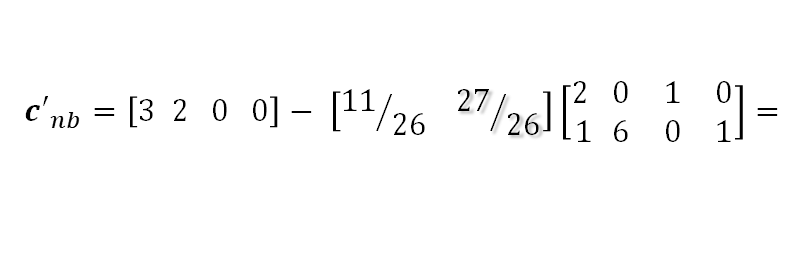 c'nb = [3 2 0 0] − [11/26 27/26] [2 0 1 0
1 6 0 1] =